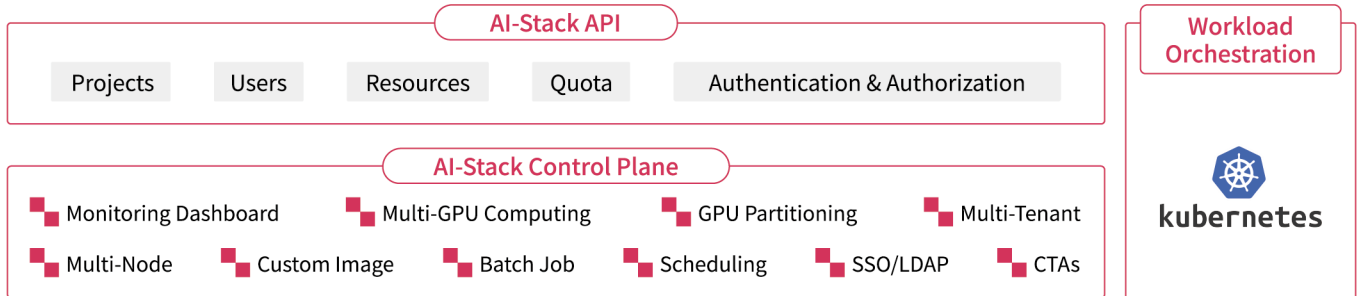 AI-Stack API
Projects Users Resources Quota Authentication & Authorization
AI-Stack Control Plane
Monitoring Dashboard Multi-GPU Computing GPU Partitioning Multi-Tenant
Multi-Node Custom Image Batch Job Scheduling SSO/LDAP CTAs
Workload
Orchestration
kubernetes